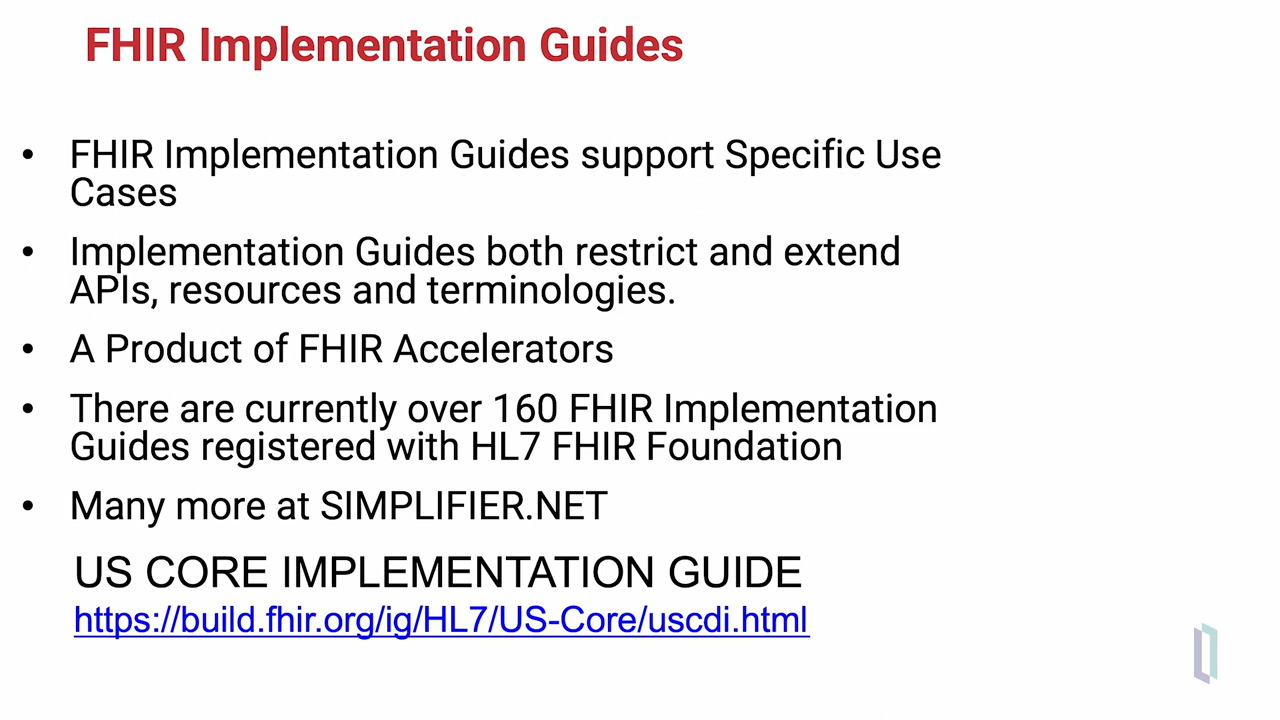 FHIR Implementation Guides
• FHIR Implementation Guides support Specific Use
Cases
• Implementation Guides both restrict and extend
APIs, resources and terminologies.
• A Product of FHIR Accelerators
• There are currently over 160 FHIR Implementation
Guides registered with HL7 FHIR Foundation
• Many more at SIMPLIFIER.NET
US CORE IMPLEMENTATION GUIDE
https://build.fhir.org/ig/HL7/US-Core/uscdi.html